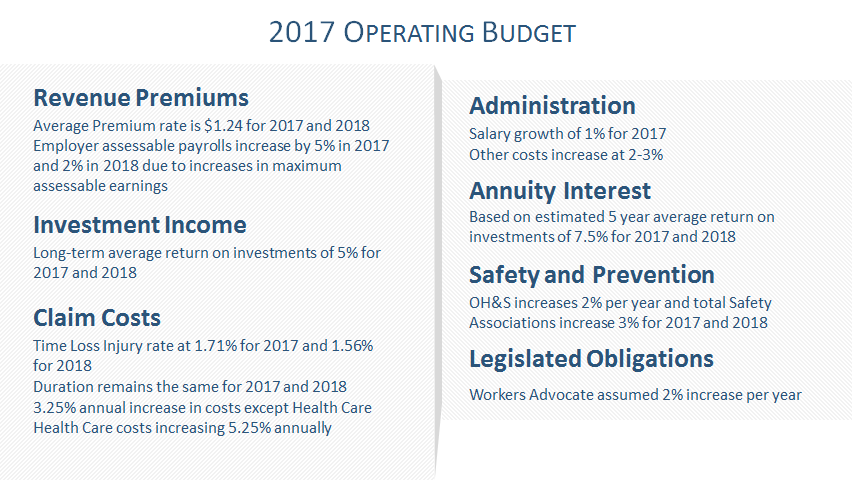 2017 OPERATING BUDGET
Revenue Premiums
Average Premium rate is $1.24 for 2017 and 2018
Employer assessable payrolls increase by 5% in 2017
and 2% in 2018 due to increases in maximum
assessable earnings
Investment Income
Long-term average return on investments of 5% for
2017 and 2018
Claim Costs
Time Loss Injury rate at 1.71% for 2017 and 1.56%
for 2018
Duration remains the same for 2017 and 2018
3.25% annual increase in costs except Health Care
Health Care costs increasing 5.25% annually
Administration
Salary growth of 1% for 2017
Other costs increase at 2-3%
Annuity Interest
Based on estimated 5 year average return on
investments of 7.5% for 2017 and 2018
Safety and Prevention
OH&S increases 2% per year and total Safety
Associations increase 3% for 2017 and 2018
Legislated Obligations
Workers Advocate assumed 2% increase per year